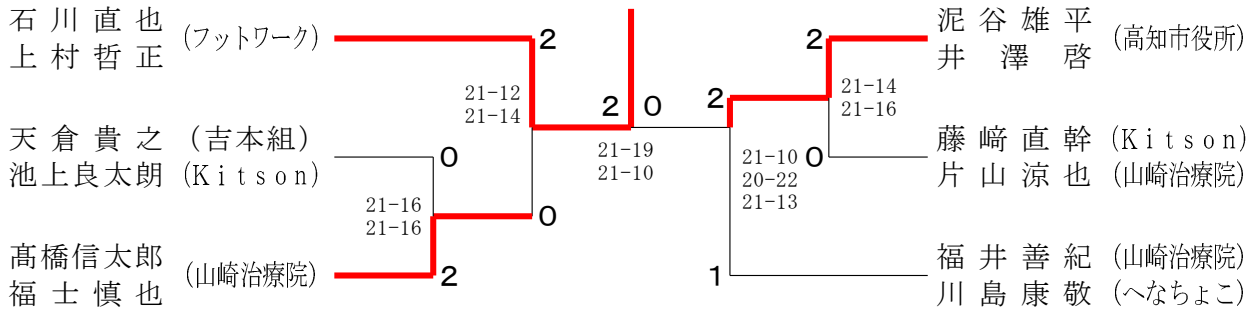 石川直也
上村哲正
(フットワーク)
2
21-12
21-14
天倉貴之 (吉本組)
池上良太朗 (Kitson)
0
21-16
21-16
0
髙橋信太郎
福士慎也
(山崎治療院)
2
2 0
21-19
21-10
泥谷雄平
井澤啓
(高知市役所)
2
21-14
21-16
2
藤﨑直幹 (Kitson)
片山涼也 (山崎治療院)
0
21-10
20-22
21-13
福井善紀 (山崎治療院)
川島康敬 (へなちょこ)
1